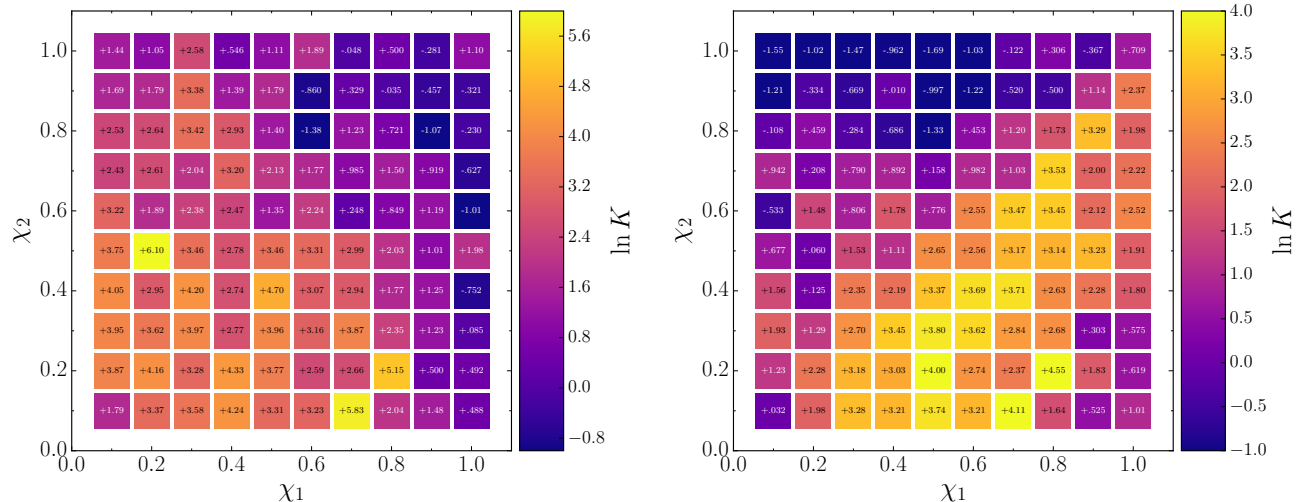 1.0 +1.44 +1.05 +2.58 +.546 +1.11 +1.89 -.048 +.500 -.281 +1.10
+1.69 +1.79 +3.38 +1.39 +1.79 -.860 +.329 -.035 -.457 -.321
0.8 +2.53 +2.64 +3.42 +2.93 +1.40 -1.38 +1.23 +.721 -1.07 -.230
+2.43 +2.61 +2.04 +3.20 +2.13 +1.77 +.985 +1.50 +.919 -.627
0.6 +3.22 +1.89 +2.38 +2.47 +1.35 +2.24 +.248 +.849 +1.19 -1.01
+3.75 +6.10 +3.46 +2.78 +3.46 +3.31 +2.99 +2.03 +1.01 +1.98
0.4 +4.05 +2.95 +4.20 +2.74 +4.70 +3.07 +2.94 +1.77 +1.25 -.752
+3.95 +3.62 +3.97 +2.77 +3.96 +3.16 +3.87 +2.35 +1.23 +.085
0.2 +3.87 +4.16 +3.28 +4.33 +3.77 +2.59 +2.66 +5.15 +.500 +.492
+1.79 +3.37 +3.58 +4.24 +3.31 +3.23 +5.83 +2.04 +1.48 +.488
0.0
0.0 0.2 0.4 0.6 0.8 1.0
χ1
χ2
5.6
4.8
4.0
3.2
2.4
1.6
0.8
0.0
−0.8
ln K
1.0 -1.55 -1.02 -1.47 -.962 -1.69 -1.03 -.122 +.306 -.367 +.709
-1.21 -.334 -.669 +.010 -.997 -1.22 -.520 -.500 +1.14 +2.37
0.8 -.108 +.459 -.284 -.686 -1.33 +.453 +1.20 +1.73 +3.29 +1.98
+.942 +.208 +.790 +.892 +.158 +.982 +1.03 +3.53 +2.00 +2.22
0.6 -.533 +1.48 +.806 +1.78 +.776 +2.55 +3.47 +3.45 +2.12 +2.52
+.677 +.060 +1.53 +1.11 +2.65 +2.56 +3.17 +3.14 +3.23 +1.91
0.4 +1.56 +.125 +2.35 +2.19 +3.37 +3.69 +3.71 +2.63 +2.28 +1.80
+1.93 +1.29 +2.70 +3.45 +3.80 +3.62 +2.84 +2.68 +.303 +.575
0.2 +1.23 +2.28 +3.18 +3.03 +4.00 +2.74 +2.37 +4.55 +1.83 +.619
+.032 +1.98 +3.28 +3.21 +3.74 +3.21 +4.11 +1.64 +.525 +1.01
0.0
0.0 0.2 0.4 0.6 0.8 1.0
χ1
χ2
4.0
3.5
3.0
2.5
2.0
1.5
1.0
0.5
0.0
−0.5
−1.0
ln K